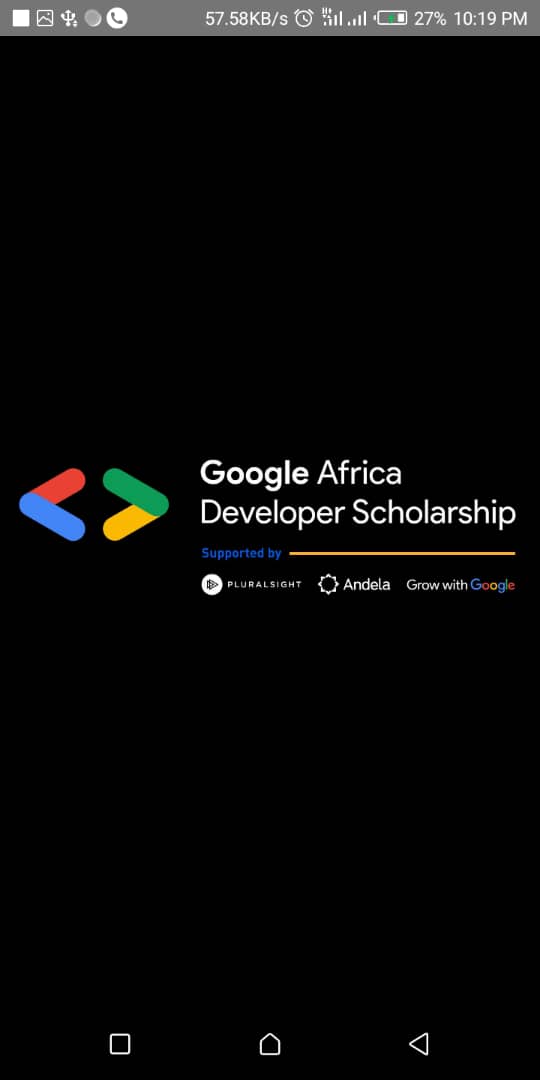 57.58KB/s 27% 10:19 PM
Google Africa
Developer Scholarship
Supported by
PLURALSIGHT Andela Grow with Google